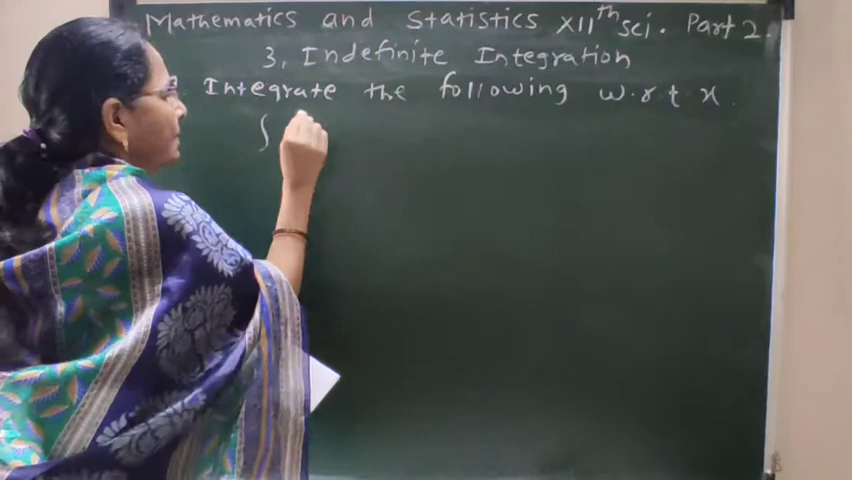 Mathematics and Statistics XIIth sci. Part 2.
3, Indefinite Integration
Integrate the following w.r t x.
∫